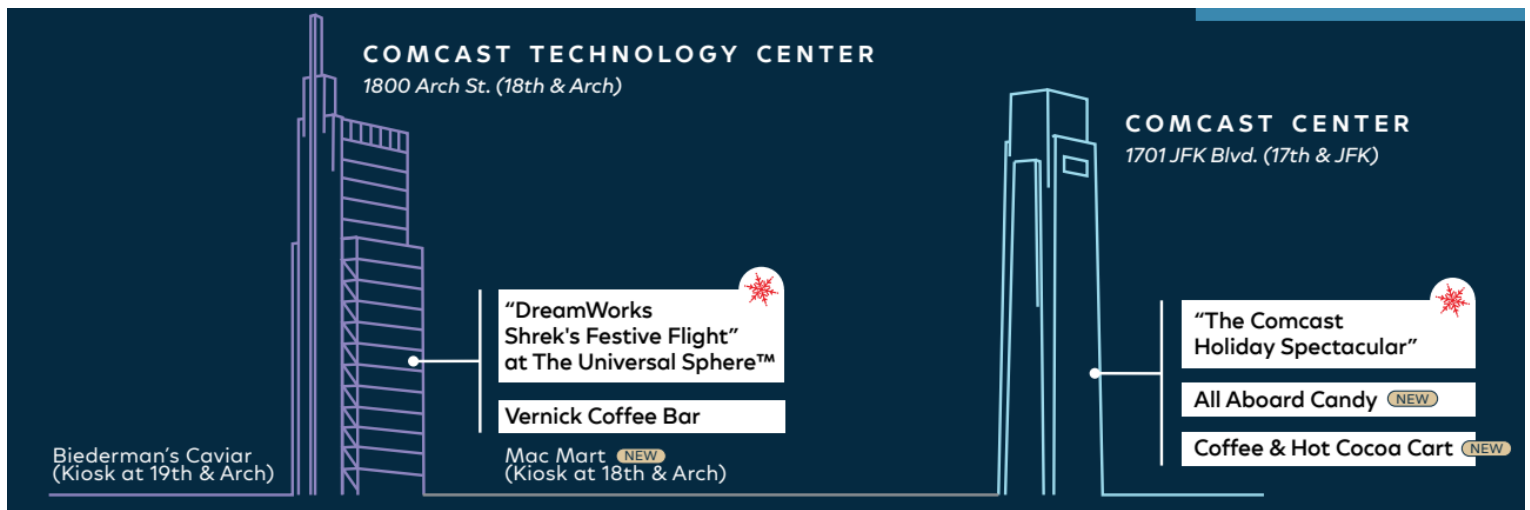 COMCAST TECHNOLOGY CENTER
1800 Arch St. (18th & Arch)
“DreamWorks
Shrek's Festive Flight”
at The Universal Sphere™
Vernick Coffee Bar
Biederman’s Caviar
(Kiosk at 19th & Arch)
Mac Mart NEW
(Kiosk at 18th & Arch)
COMCAST CENTER
1701 JFK Blvd. (17th & JFK)
“The Comcast
Holiday Spectacular”
All Aboard Candy NEW
Coffee & Hot Cocoa Cart NEW